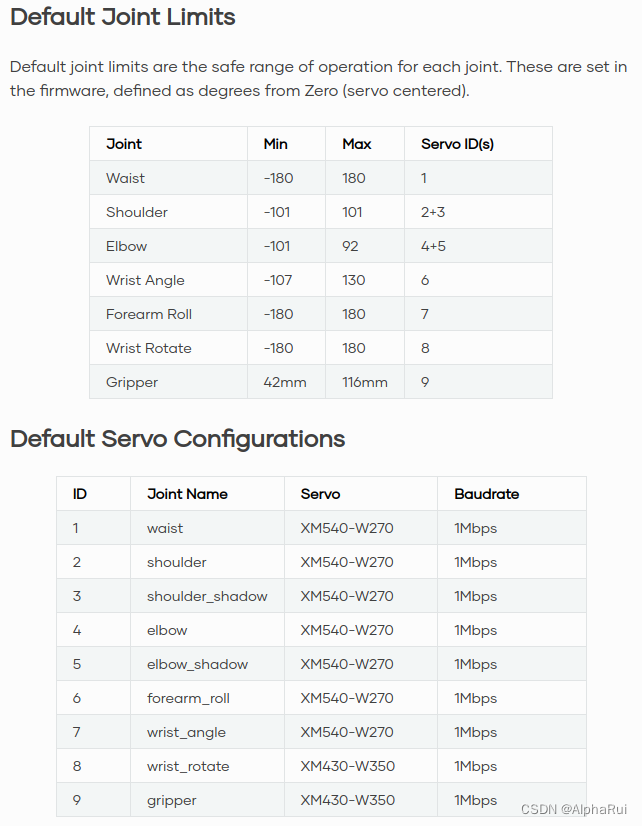 Default Joint Limits
Default joint limits are the safe range of operation for each joint. These are set in
the firmware, defined as degrees from Zero (servo centered).
Joint Min Max Servo ID(s)
Waist -180 180 1
Shoulder -101 101 2+3
Elbow -101 92 4+5
Wrist Angle -107 130 6
Forearm Roll -180 180 7
Wrist Rotate -180 180 8
Gripper 42mm 116mm 9
Default Servo Configurations
ID Joint Name Servo Baudrate
1 waist XM540-W270 1Mbps
2 shoulder XM540-W270 1Mbps
3 shoulder_shadow XM540-W270 1Mbps
4 elbow XM540-W270 1Mbps
5 elbow_shadow XM540-W270 1Mbps
6 forearm_roll XM540-W270 1Mbps
7 wrist_angle XM540-W270 1Mbps
8 wrist_rotate XM430-W350 1Mbps
9 gripper XM430-W350 1Mbps
CSDN @AlphaRui